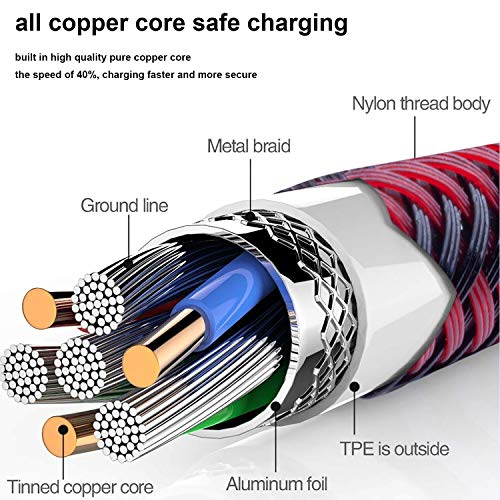 all copper core safe charging
built in high quality pure copper core
the speed of 40%, charging faster and more secure
Nylon thread body
Metal braid
Ground line
TPE is outside
Aluminum foil
Tinned copper core